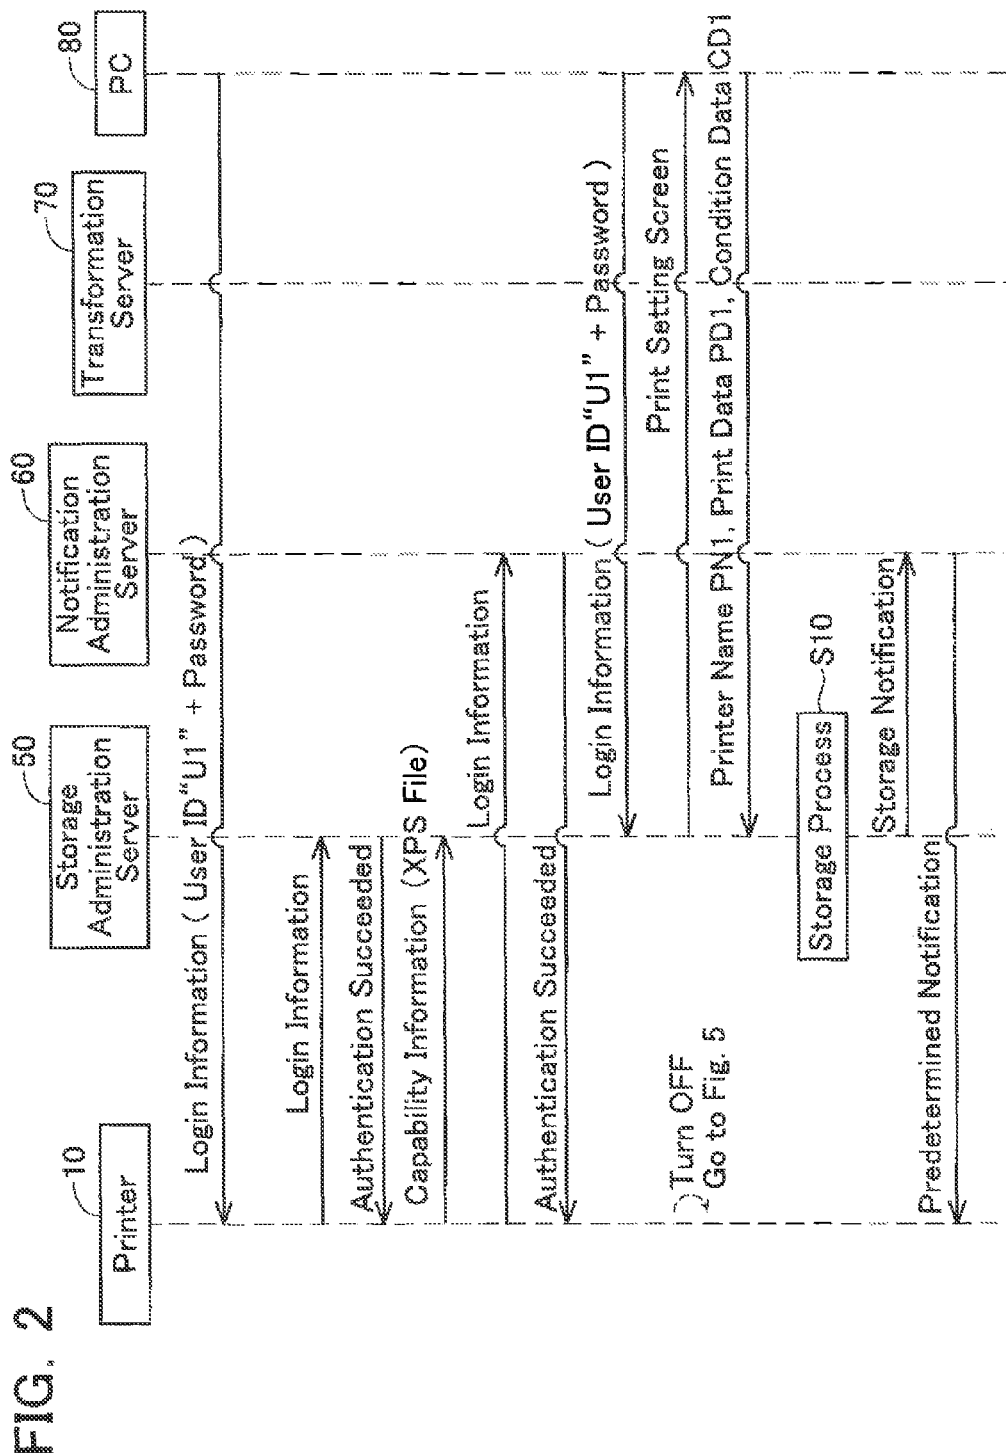 FIG. 2
10
Printer
50
Storage
Administration
Server
60
Notification
Administration
Server
70
Transformation
Server
80
PC
Login Information ( User ID“U1” + Password)
Login Information
Authentication Succeeded
Capability Information (XPS File)
Login Information
Authentication Succeeded
Login Information ( User ID“U1” + Password )
Turn OFF
Go to Fig. 5
Print Setting Screen
Printer Name PN1, Print Data PD1, Condition Data CD1
Storage Process
S10
Storage Notification
Predetermined Notification